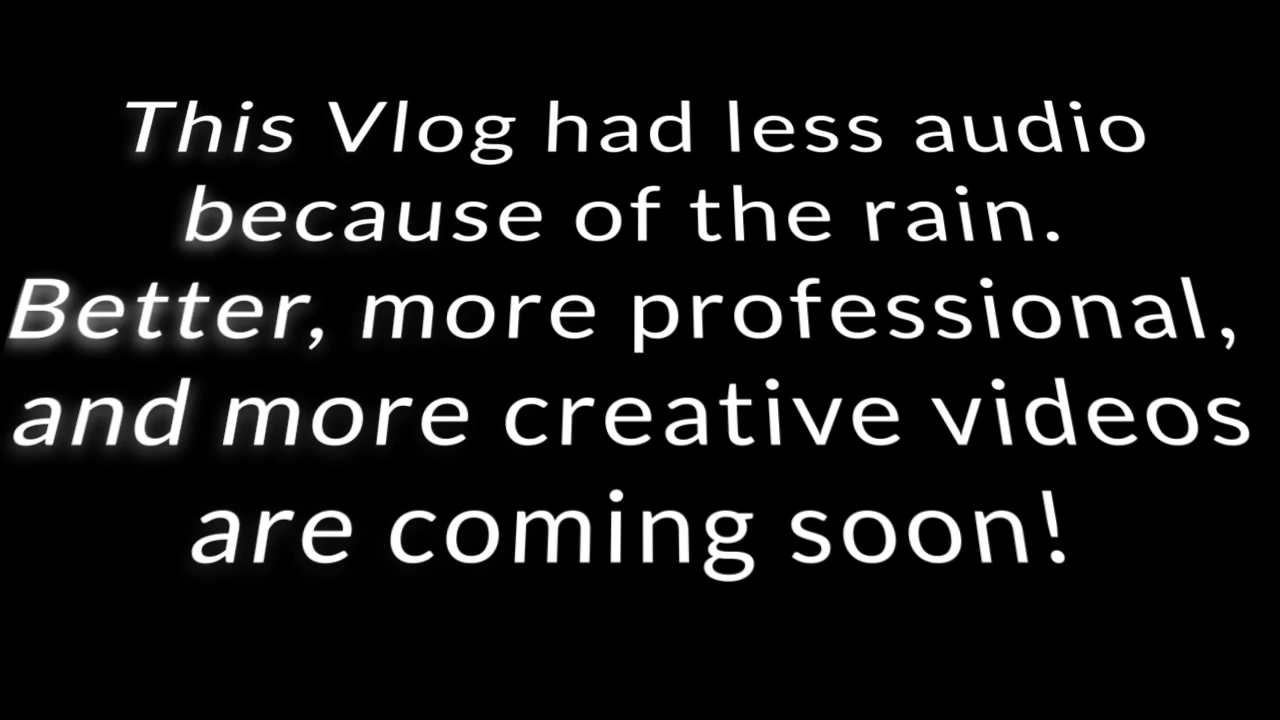 This Vlog had less audio
because of the rain.
Better, more professional,
and more creative videos
are coming soon!